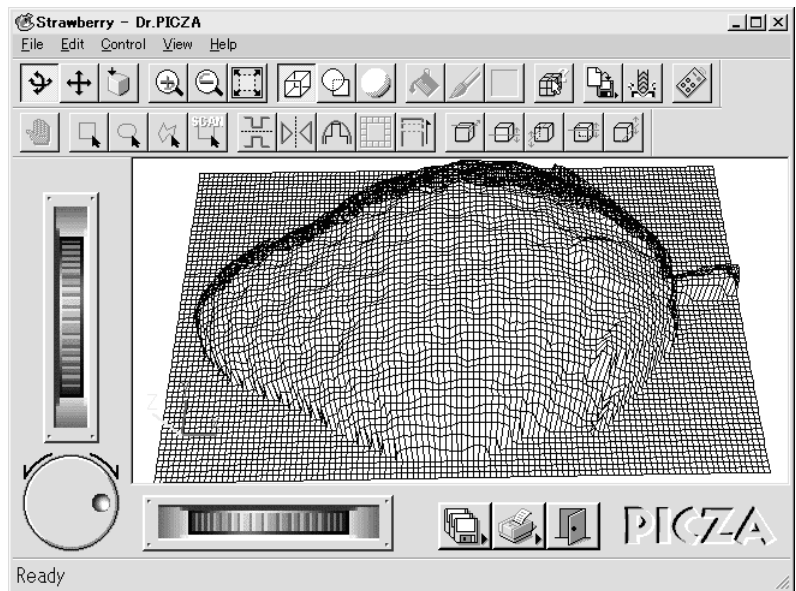 Strawberry - Dr.PICZA
File Edit Control View Help
SCAN
Z
PICZA
Ready